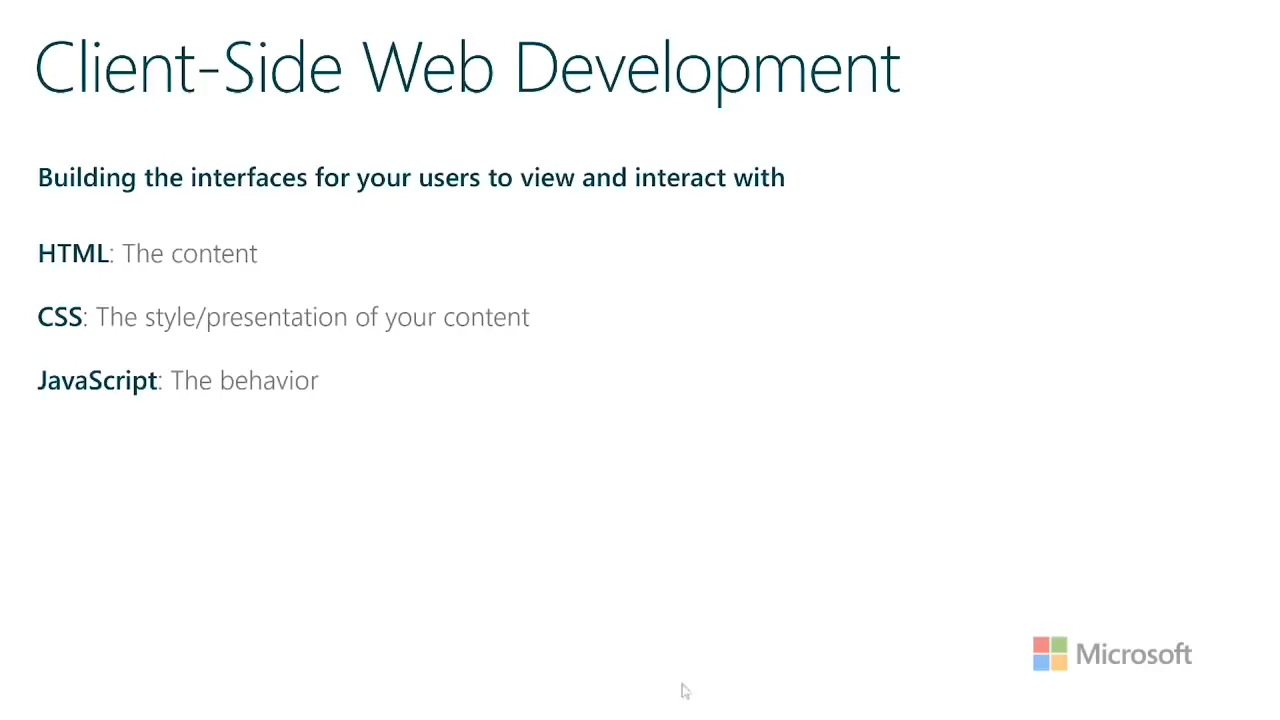 Client-Side Web Development
Building the interfaces for your users to view and interact with
HTML: The content
CSS: The style/presentation of your content
JavaScript: The behavior
Microsoft